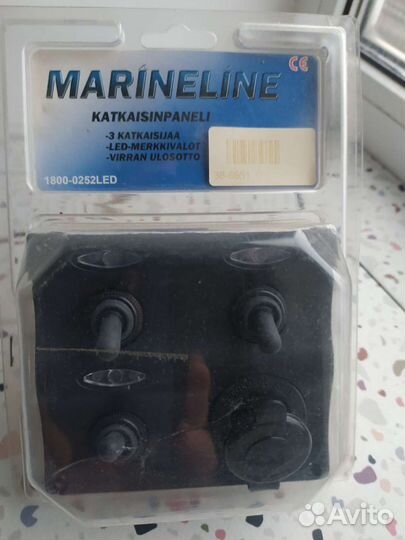 CE
MARINELINE
KATKAISINPANELI
-3 KATKAISIJAA
-LED-MERKKIVALOT
-VIRRAN ULOSOTTO
1800-0252LED
Avito